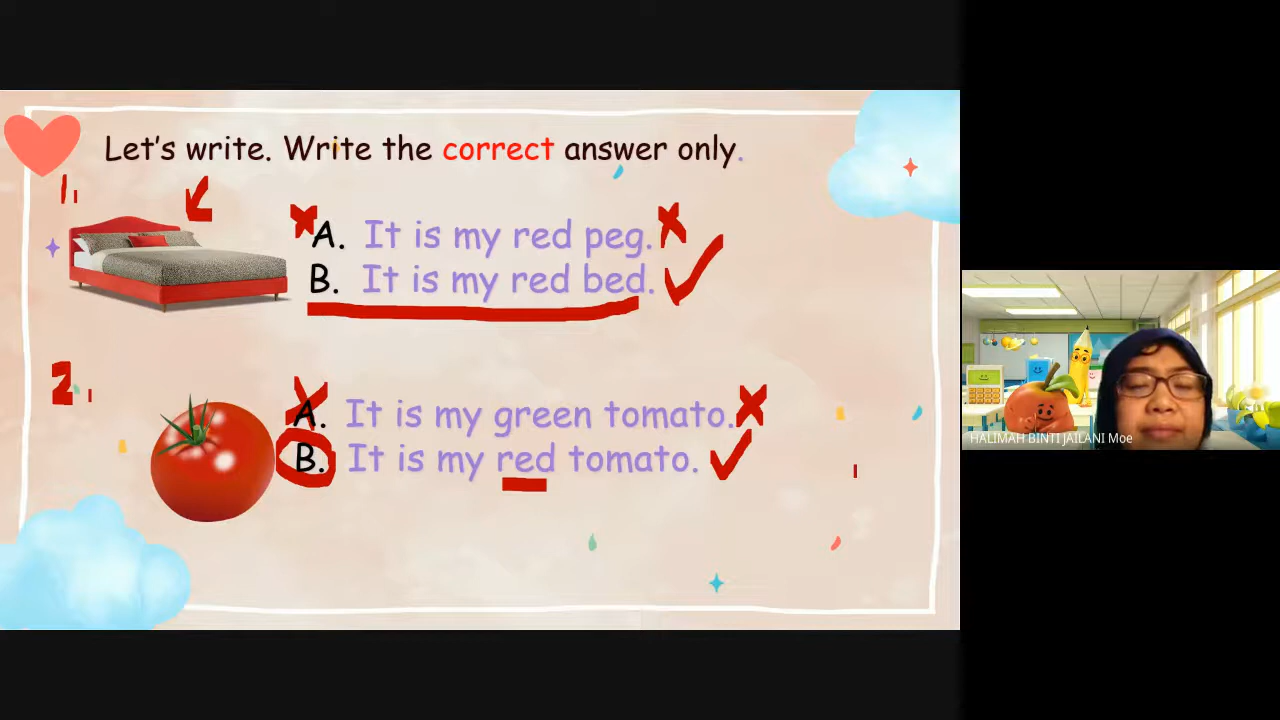 Let's write. Write the correct answer only.
1.
A. It is my red peg.
B. It is my red bed.
2.
A. It is my green tomato.
B. It is my red tomato.
HALIMAH BINTI JAILANI Moe